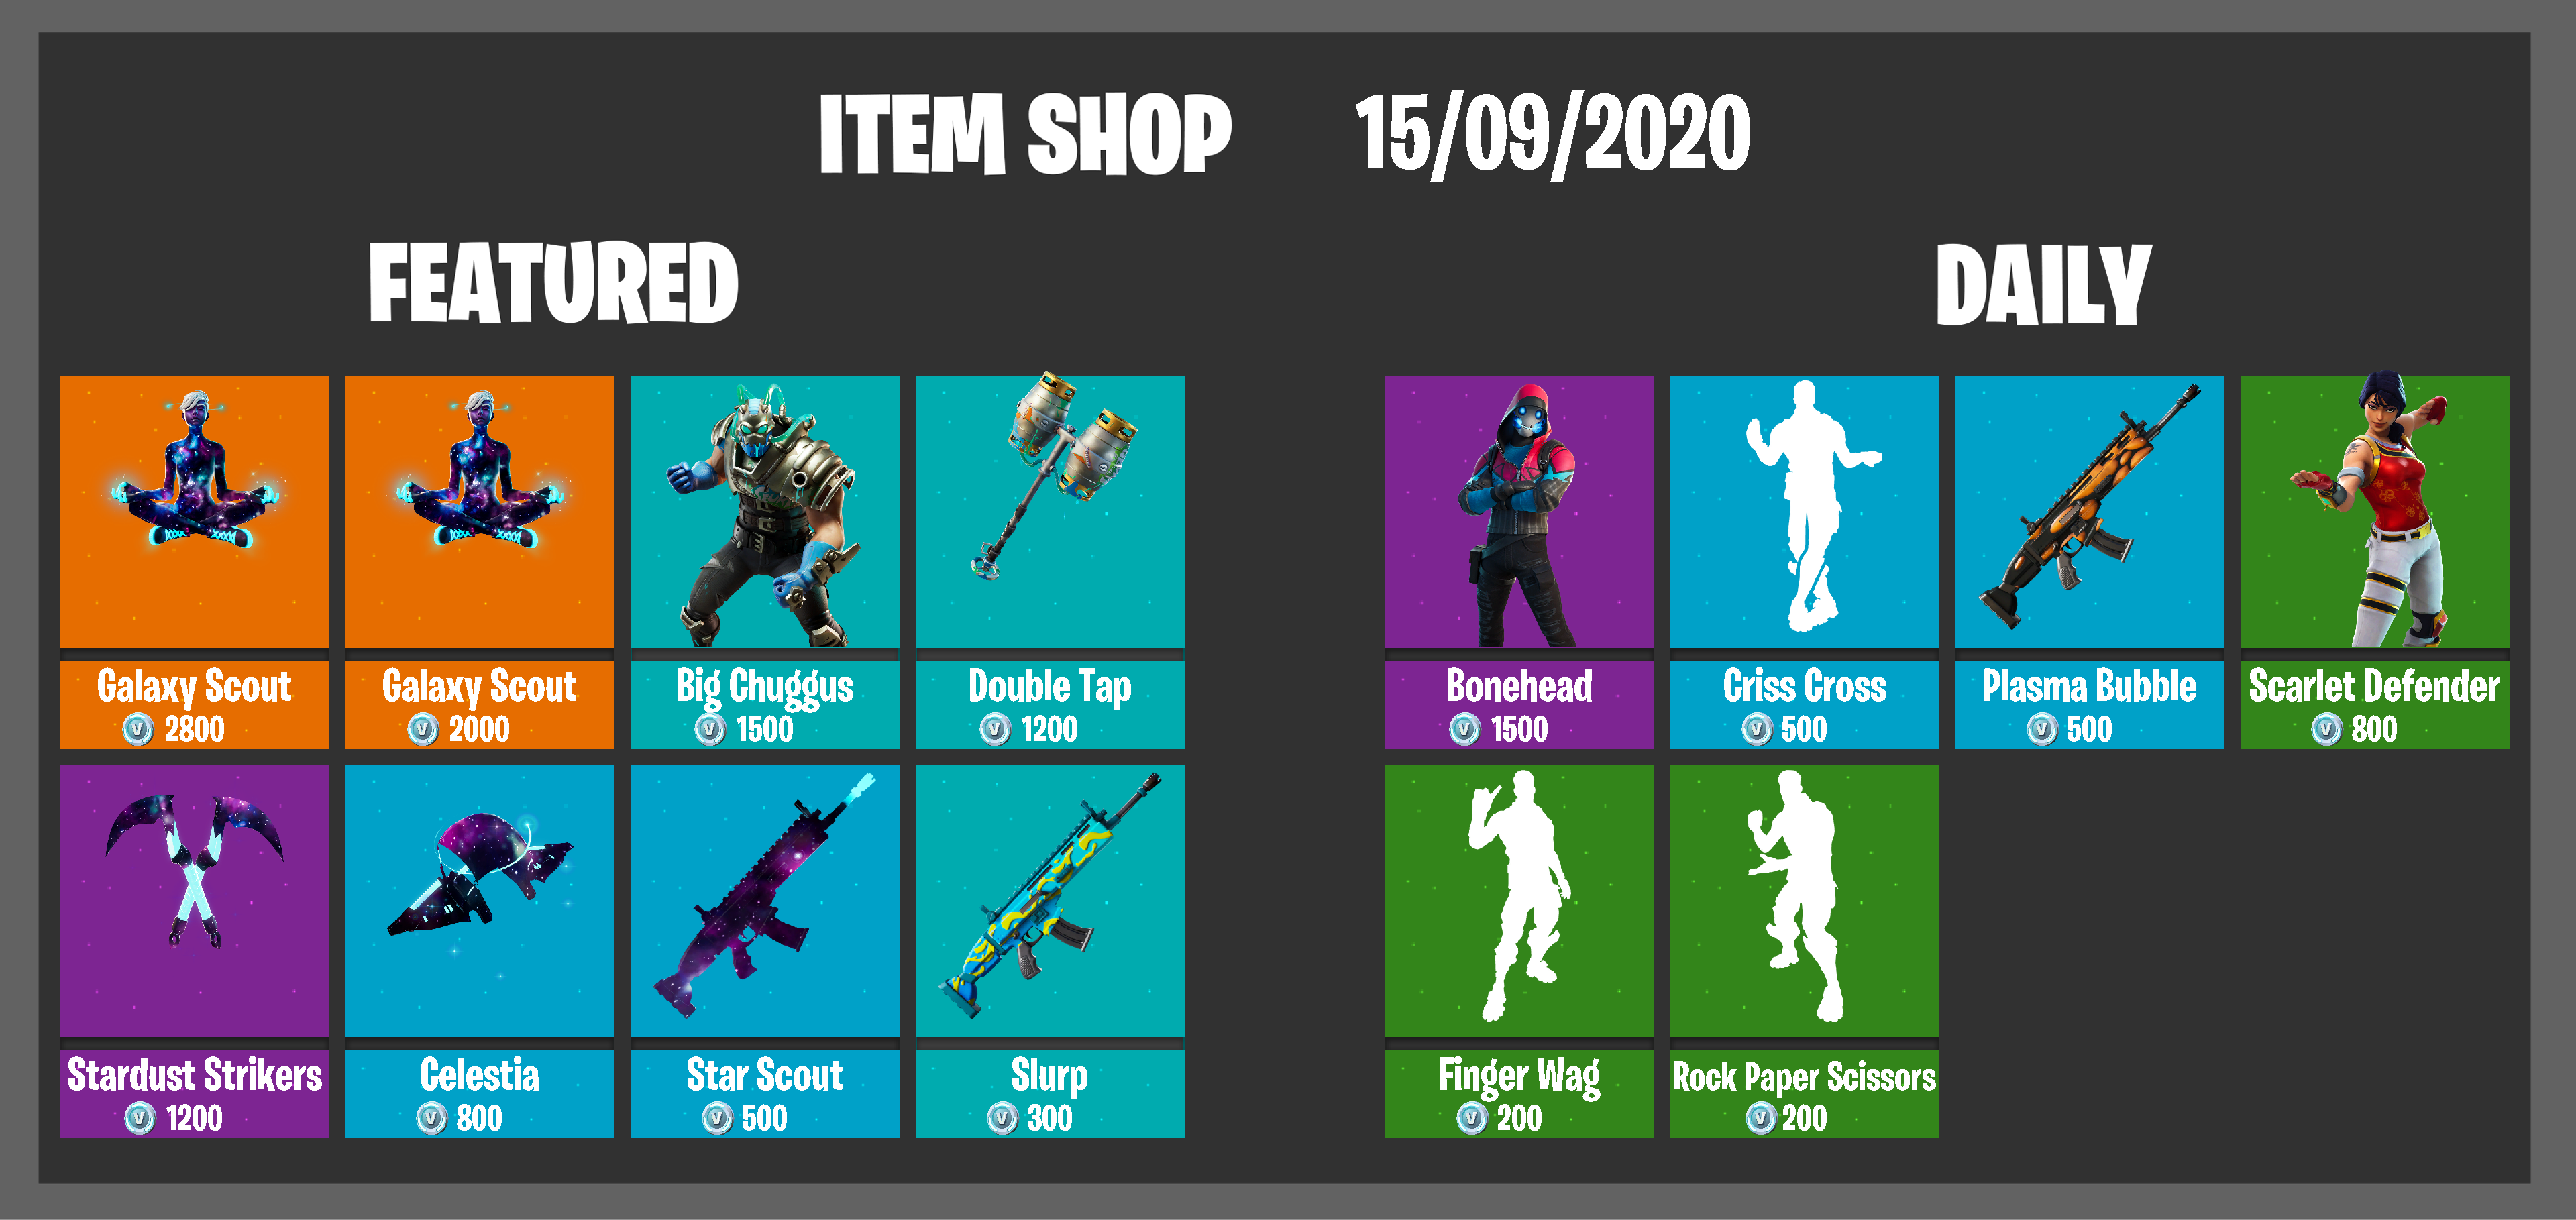 ITEM SHOP 15/09/2020
FEATURED
Galaxy Scout
2800
Galaxy Scout
2000
Big Chuggus
1500
Double Tap
1200
Stardust Strikers
1200
Celestia
800
Star Scout
500
Slurp
300
DAILY
Bonehead
1500
Criss Cross
500
Plasma Bubble
500
Scarlet Defender
800
Finger Wag
200
Rock Paper Scissors
200